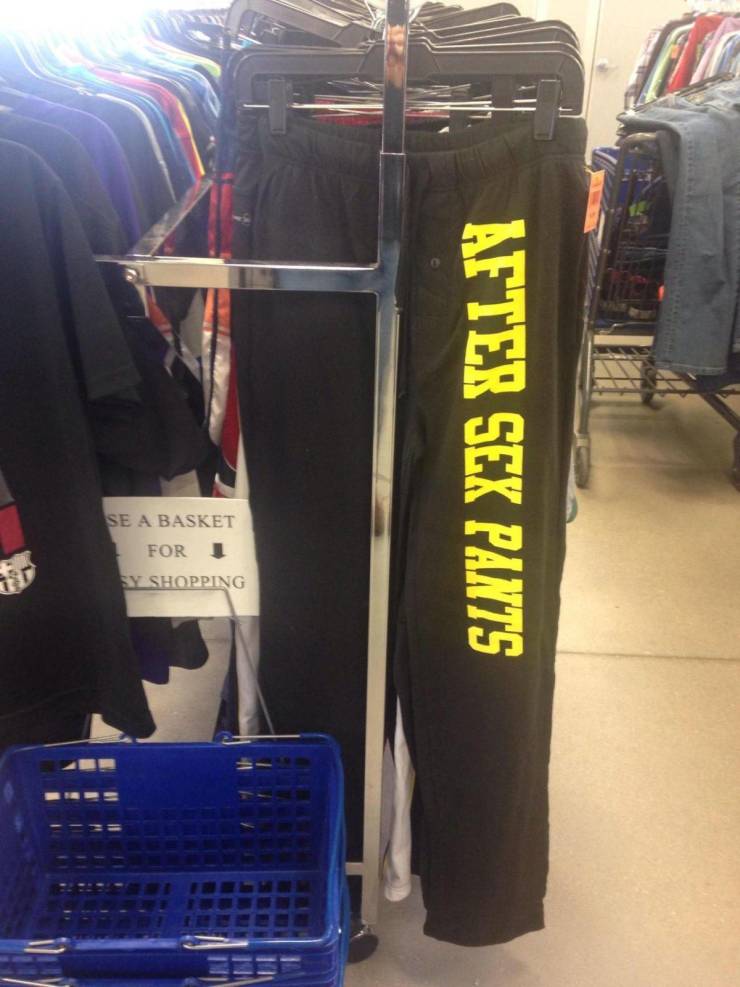 AFTER SEX PANTS
SE A BASKET
FOR
SY SHOPPING